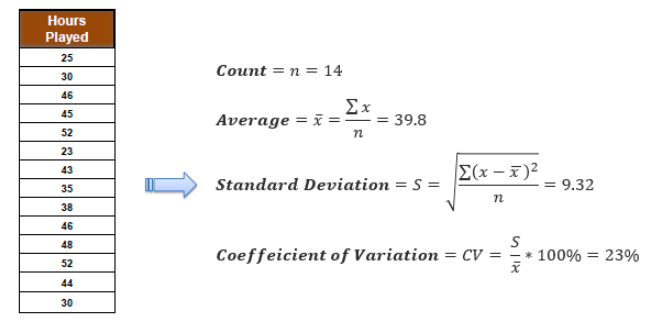 Hours
Played
25
30
46
45
52
23
43
35
38
46
48
52
44
30
Count = n = 14
Average = x̄ = ∑x / n = 39.8
Standard Deviation = S = √(∑(x − x̄)² / n) = 9.32
Coeffeicient of Variation = CV = S / x̄ * 100% = 23%